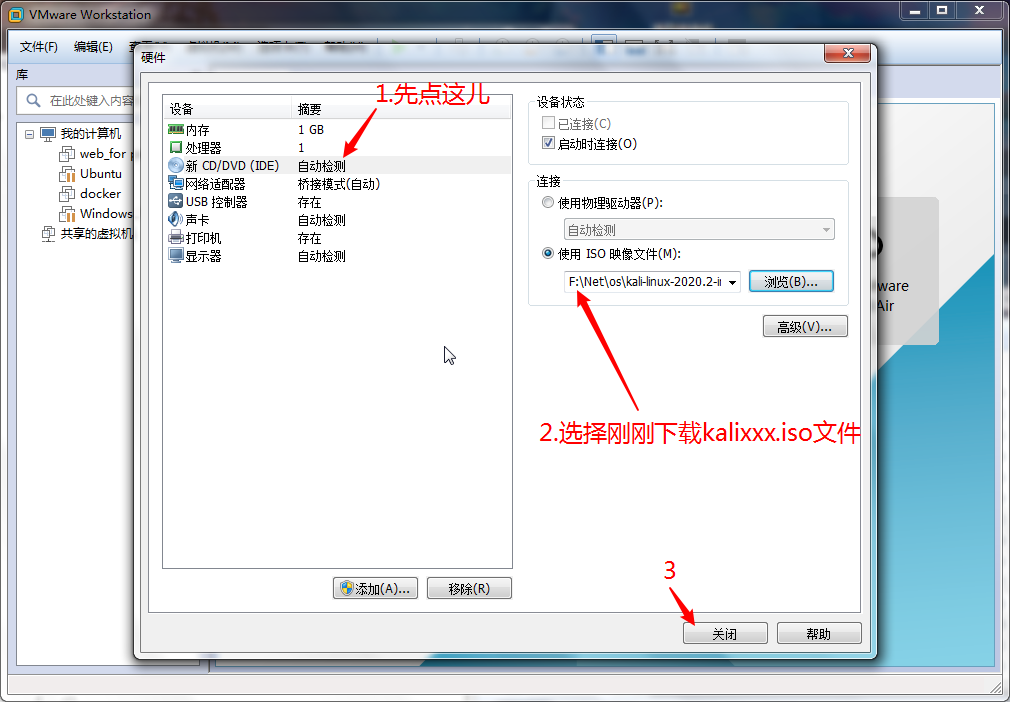 VMware Workstation
文件(F) 编辑(E)
硬件
库
在此处键入内容
我的计算机
web_for
Ubuntu
docker
Windows
共享的虚拟机
1.先点这儿
设备 摘要
内存 1 GB
处理器 1
新 CD/DVD (IDE) 自动检测
网络适配器 桥接模式(自动)
USB 控制器 存在
声卡 自动检测
打印机 存在
显示器 自动检测
设备状态
已连接(C)
启动时连接(O)
连接
使用物理驱动器(P):
自动检测
使用 ISO 映像文件(M):
F:\Net\os\kali-linux-2020.2-ir 浏览(B)...
高级(V)...
ware
Air
2.选择刚刚下载kalixxx.iso文件
3
添加(A)... 移除(R)
关闭 帮助